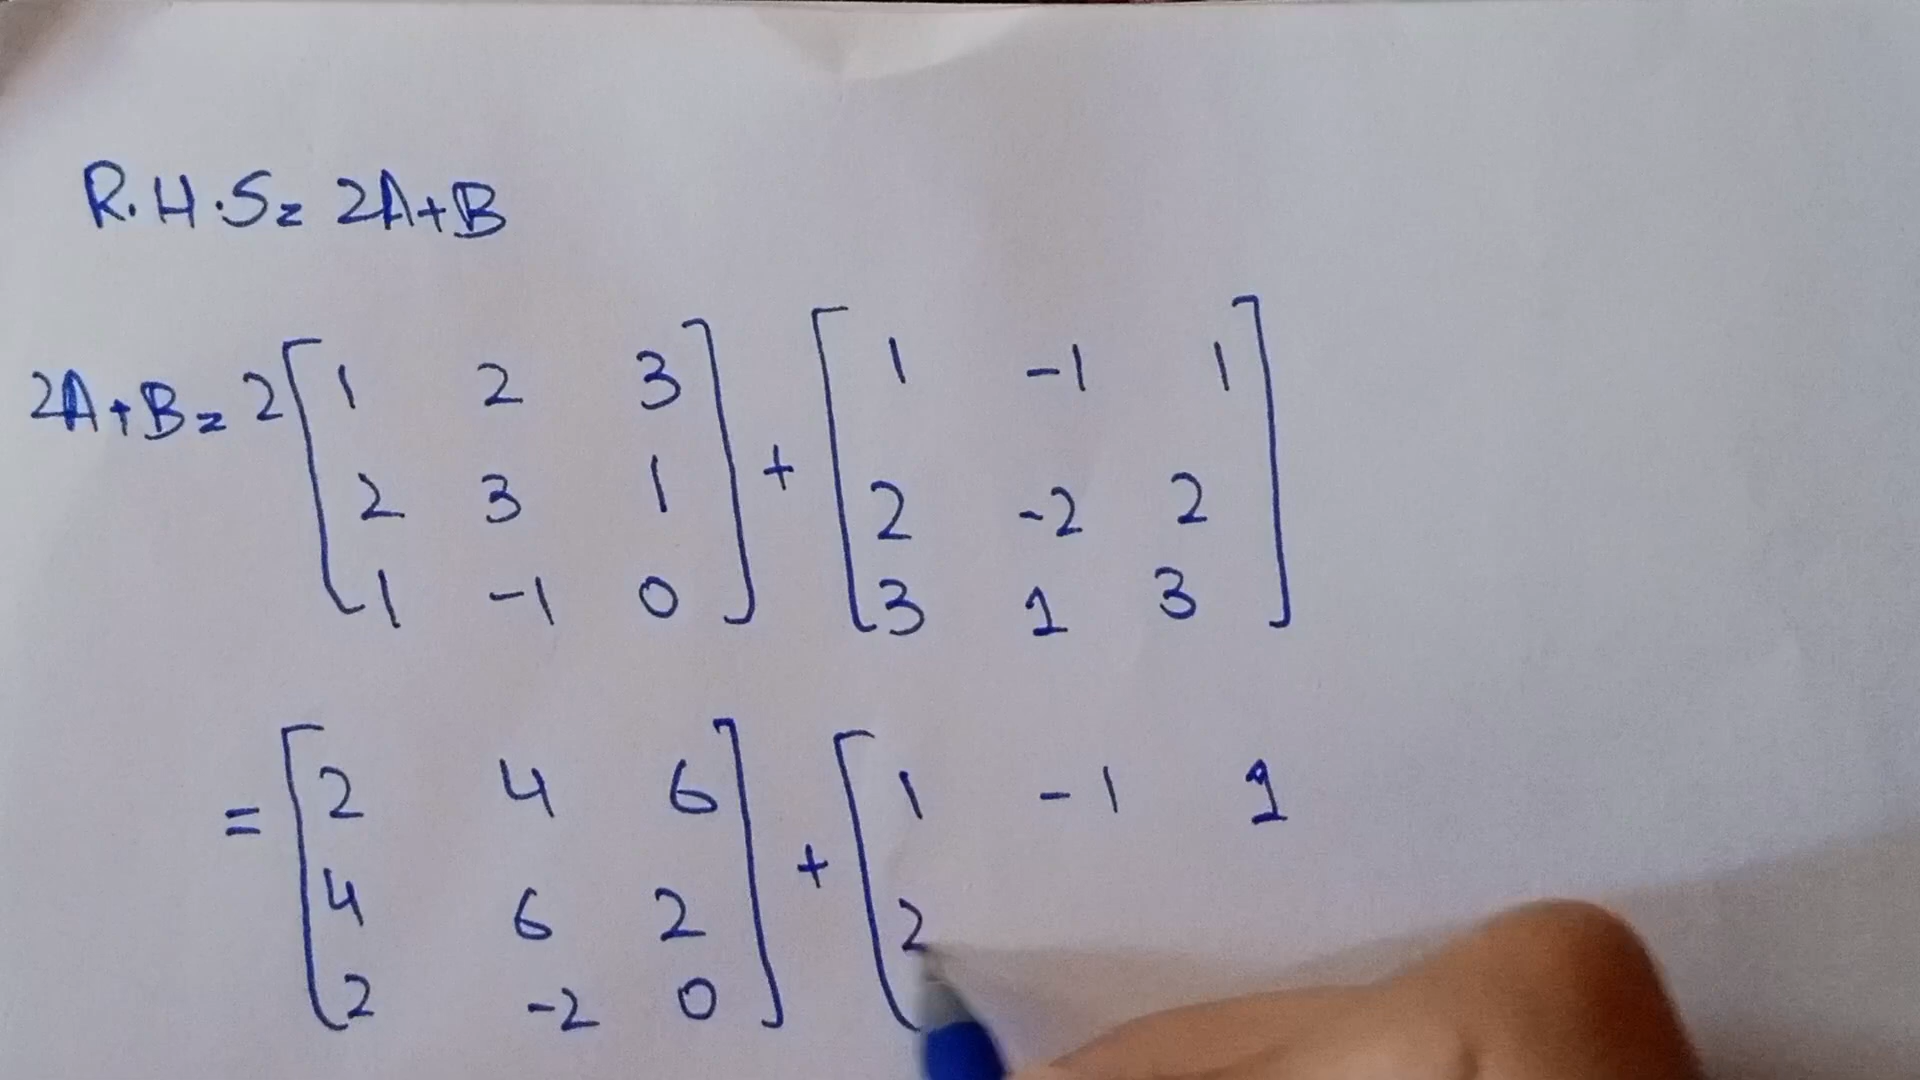 R.H.S= 2A+B
2A+B= 2[1 2 3] + [1 -1 1]
[2 3 1] [2 -2 2]
[1 -1 0] [3 1 3]
= [2 4 6] + [1 -1 1
[4 6 2] [2
[2 -2 0] [